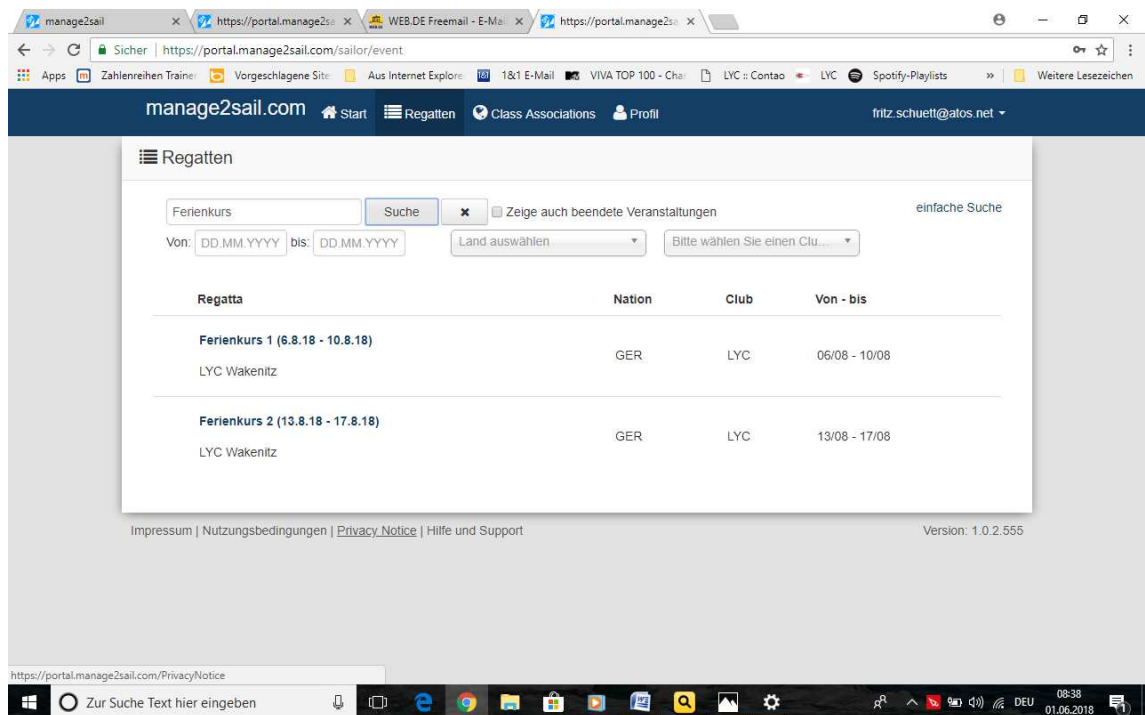 manage2sail
https://portal.manage2sa
WEB.DE Freemail - E-Mai
https://portal.manage2sa
Sicher | https://portal.manage2sail.com/sailor/event
Apps Zahlenreihen Trainer Vorgeschlagene Site Aus Internet Explore 1&1 E-Mail VIVA TOP 100 - Cha LYC :: Contao LYC Spotify-Playlists » Weitere Lesezeichen
manage2sail.com Start Regatten Class Associations Profil fritz.schuett@atos.net
Regatten
Ferienkurs Suche Zeige auch beendete Veranstaltungen einfache Suche
Von: DD.MM.YYYY bis: DD.MM.YYYY Land auswählen Bitte wählen Sie einen Clu...
Regatta Nation Club Von - bis
Ferienkurs 1 (6.8.18 - 10.8.18)
GER LYC 06/08 - 10/08
LYC Wakenitz
Ferienkurs 2 (13.8.18 - 17.8.18)
GER LYC 13/08 - 17/08
LYC Wakenitz
Impressum | Nutzungsbedingungen | Privacy Notice | Hilfe und Support Version: 1.0.2.555
https://portal.manage2sail.com/PrivacyNotice
Zur Suche Text hier eingeben DEU 08:38
01.06.2018